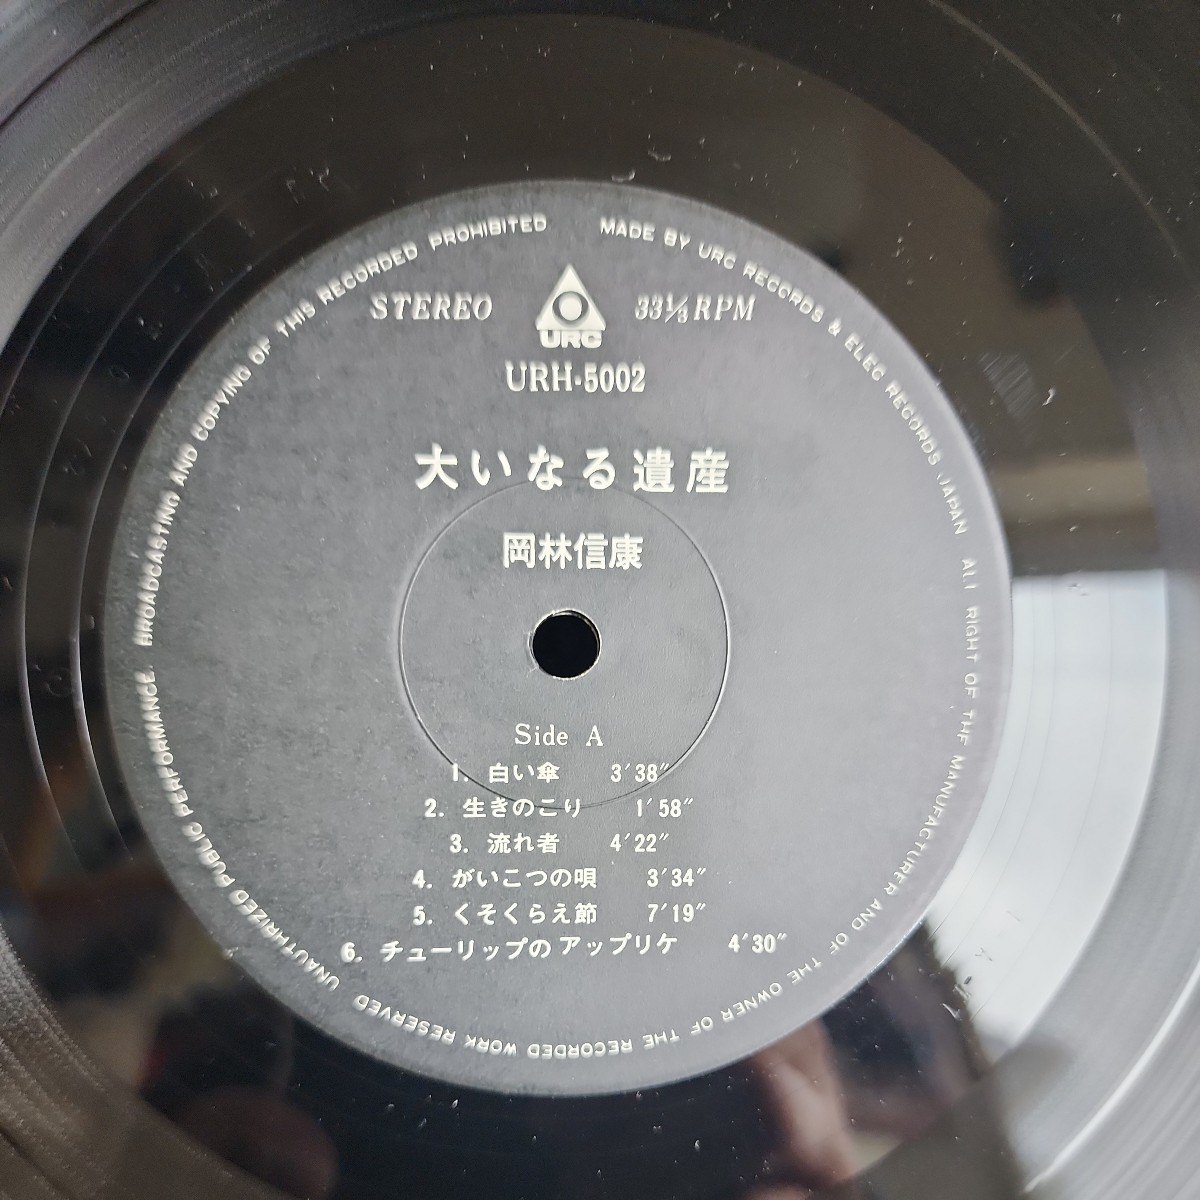 MADE BY URC RECORDS & ELEC RECORDS JAPAN ALL RIGHT OF THE MANUFACTURER AND OF THE OWNER OF THE RECORDED WORK RESERVED UNAUTHORIZED PUBLIC PERFORMANCE. BROADCASTING AND COPYING OF THIS RECORDED PROHIBITED
STEREO 33⅓RPM
URC
URH-5002
大いなる遺産
岡林信康
Side A
1. 白い傘 3′38″
2. 生きのこり 1′58″
3. 流れ者 4′22″
4. がいこつの唄 3′34″
5. くそくらえ節 7′19″
6. チューリップのアップリケ 4′30″